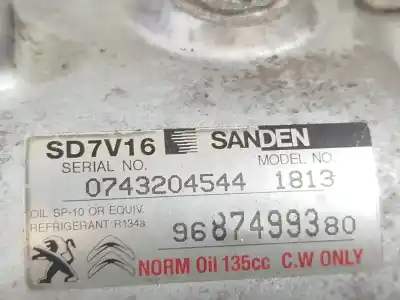 SD7V16 SANDEN
SERIAL NO. MODEL NO.
0743204544 1813
OIL SP-10 OR EQUIV.
REFRIGERANT:R134a
9687499380
NORM Oil 135cc C.W ONLY